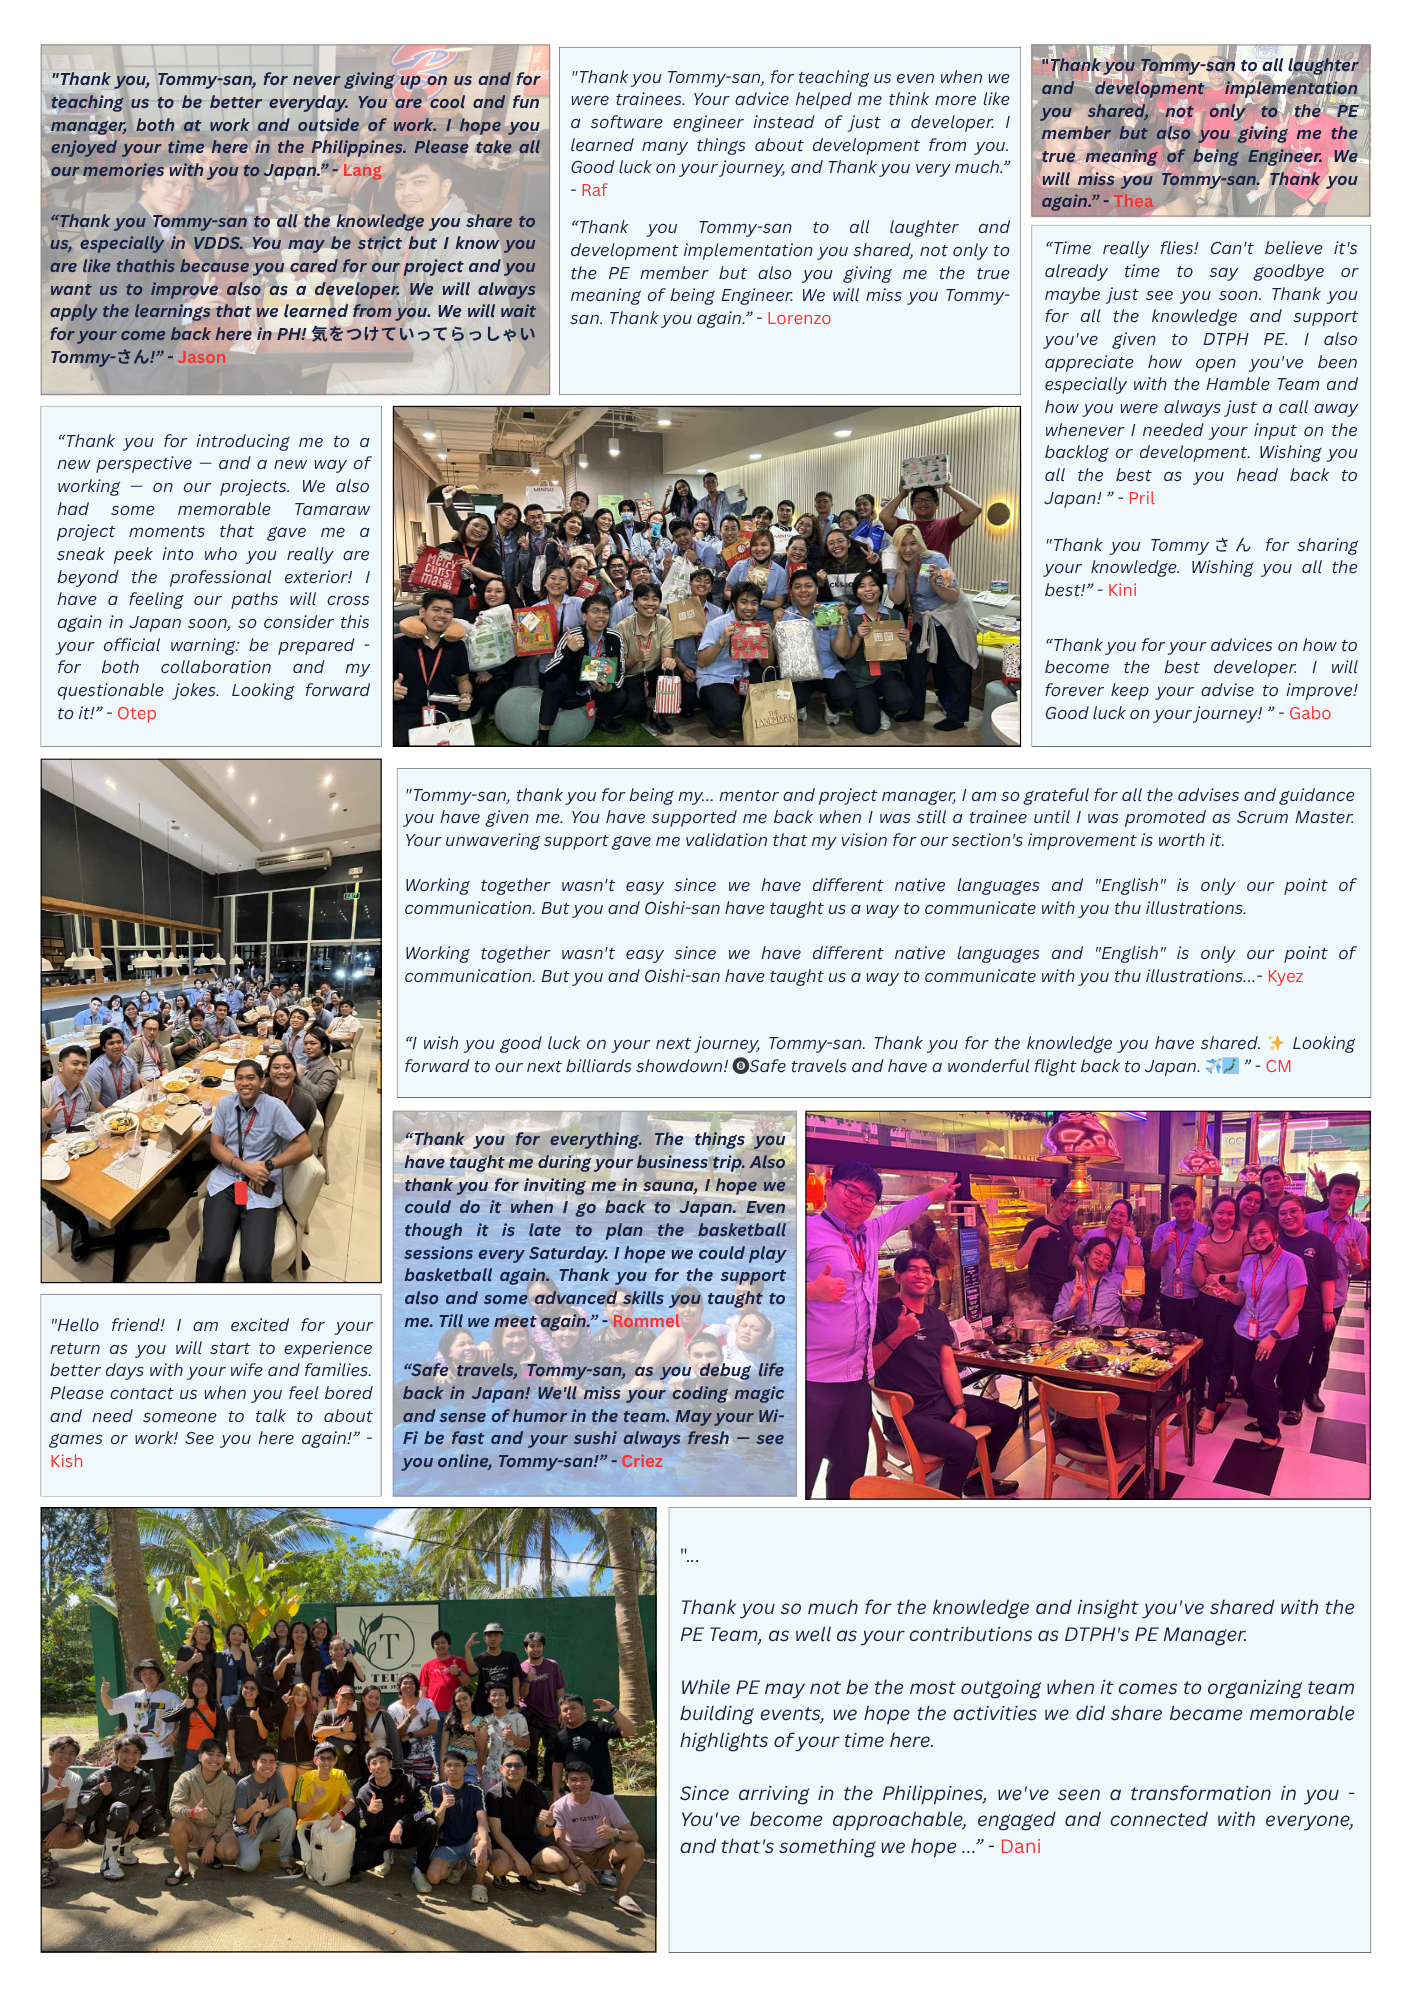 "Thank you, Tommy-san, for never giving up on us and for
teaching us to be better everyday. You are cool and fun
manager, both at work and outside of work. I hope you
enjoyed your time here in the Philippines. Please take all
our memories with you to Japan.” - Lang
“Thank you Tommy-san to all the knowledge you share to
us, especially in VDDS. You may be strict but I know you
are like thathis because you cared for our project and you
want us to improve also as a developer. We will always
apply the learnings that we learned from you. We will wait
for your come back here in PH! 気をつけていってらっしゃい
Tommy-さん!” - Jason
"Thank you Tommy-san, for teaching us even when we
were trainees. Your advice helped me think more like
a software engineer instead of just a developer. I
learned many things about development from you.
Good luck on your journey, and Thank you very much.”
- Raf
“Thank you Tommy-san to all laughter and
development implementation you shared, not only to
the PE member but also you giving me the true
meaning of being Engineer. We will miss you Tommy-
san. Thank you again.” - Lorenzo
"Thank you Tommy-san to all laughter
and development implementation
you shared, not only to the PE
member but also you giving me the
true meaning of being Engineer. We
will miss you Tommy-san. Thank you
again.” - Thea
“Time really flies! Can't believe it's
already time to say goodbye or
maybe just see you soon. Thank you
for all the knowledge and support
you've given to DTPH PE. I also
appreciate how open you've been
especially with the Hamble Team and
how you were always just a call away
whenever I needed your input on the
backlog or development. Wishing you
all the best as you head back to
Japan! ” - Pril
"Thank you Tommyさん for sharing
your knowledge. Wishing you all the
best!” - Kini
“Thank you for your advices on how to
become the best developer. I will
forever keep your advise to improve!
Good luck on your journey! ” - Gabo
“Thank you for introducing me to a
new perspective — and a new way of
working — on our projects. We also
had some memorable Tamaraw
project moments that gave me a
sneak peek into who you really are
beyond the professional exterior! I
have a feeling our paths will cross
again in Japan soon, so consider this
your official warning: be prepared -
for both collaboration and my
questionable jokes. Looking forward
to it!” - Otep
MINISO
MERRY
CHRIST
MAS
THE
LANDMARK
"Tommy-san, thank you for being my... mentor and project manager, I am so grateful for all the advises and guidance
you have given me. You have supported me back when I was still a trainee until I was promoted as Scrum Master.
Your unwavering support gave me validation that my vision for our section's improvement is worth it.
Working together wasn't easy since we have different native languages and "English" is only our point of
communication. But you and Oishi-san have taught us a way to communicate with you thu illustrations.
Working together wasn't easy since we have different native languages and "English" is only our point of
communication. But you and Oishi-san have taught us a way to communicate with you thu illustrations...- Kyez
“I wish you good luck on your next journey, Tommy-san. Thank you for the knowledge you have shared. ✨ Looking
forward to our next billiards showdown! 🎱Safe travels and have a wonderful flight back to Japan. ✈️🗾 ” - CM
“Thank you for everything. The things you
have taught me during your business trip. Also
thank you for inviting me in sauna, I hope we
could do it when I go back to Japan. Even
though it is late to plan the basketball
sessions every Saturday. I hope we could play
basketball again. Thank you for the support
also and some advanced skills you taught to
me. Till we meet again.” - Rommel
“Safe travels, Tommy-san, as you debug life
back in Japan! We'll miss your coding magic
and sense of humor in the team. May your Wi-
Fi be fast and your sushi always fresh — see
you online, Tommy-san!” - Criez
"Hello friend! I am excited for your
return as you will start to experience
better days with your wife and families.
Please contact us when you feel bored
and need someone to talk to about
games or work! See you here again!” -
Kish
T
"...
Thank you so much for the knowledge and insight you've shared with the
PE Team, as well as your contributions as DTPH's PE Manager.
While PE may not be the most outgoing when it comes to organizing team
building events, we hope the activities we did share became memorable
highlights of your time here.
Since arriving in the Philippines, we've seen a transformation in you -
You've become approachable, engaged and connected with everyone,
and that's something we hope ...” - Dani